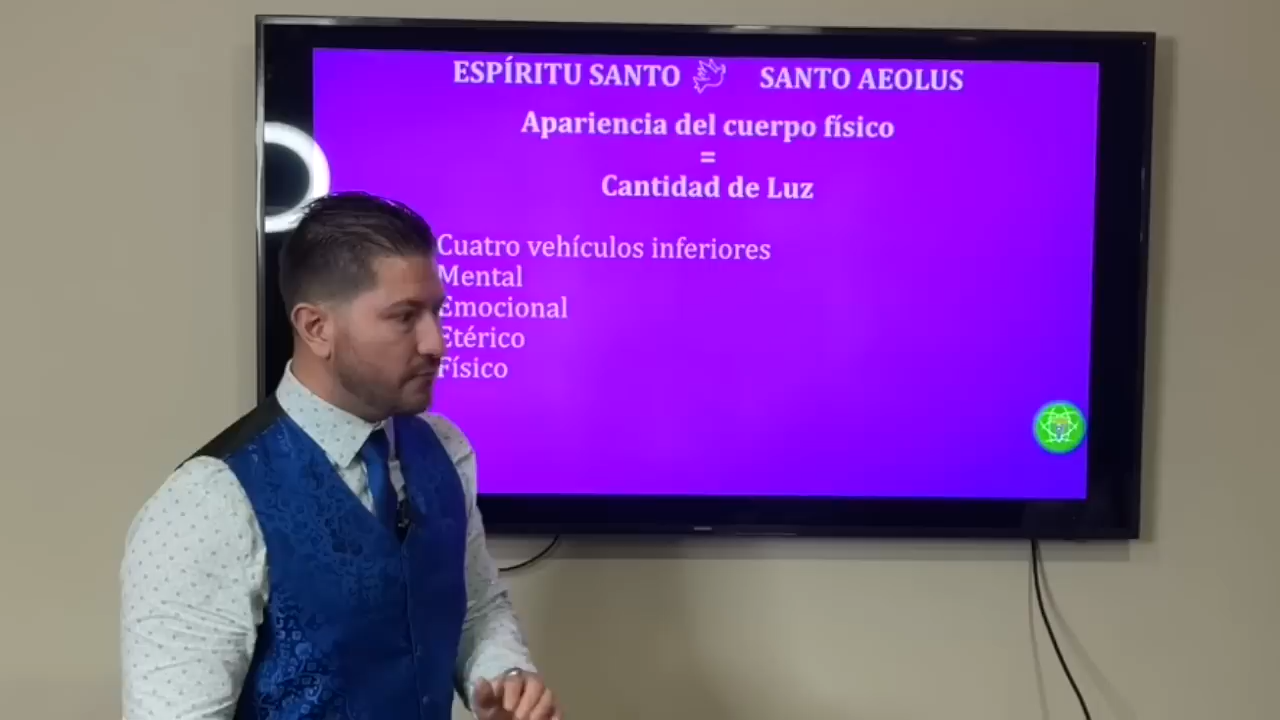 ESPÍRITU SANTO SANTO AEOLUS
Apariencia del cuerpo físico
=
Cantidad de Luz
Cuatro vehículos inferiores
Mental
Emocional
Etérico
Físico